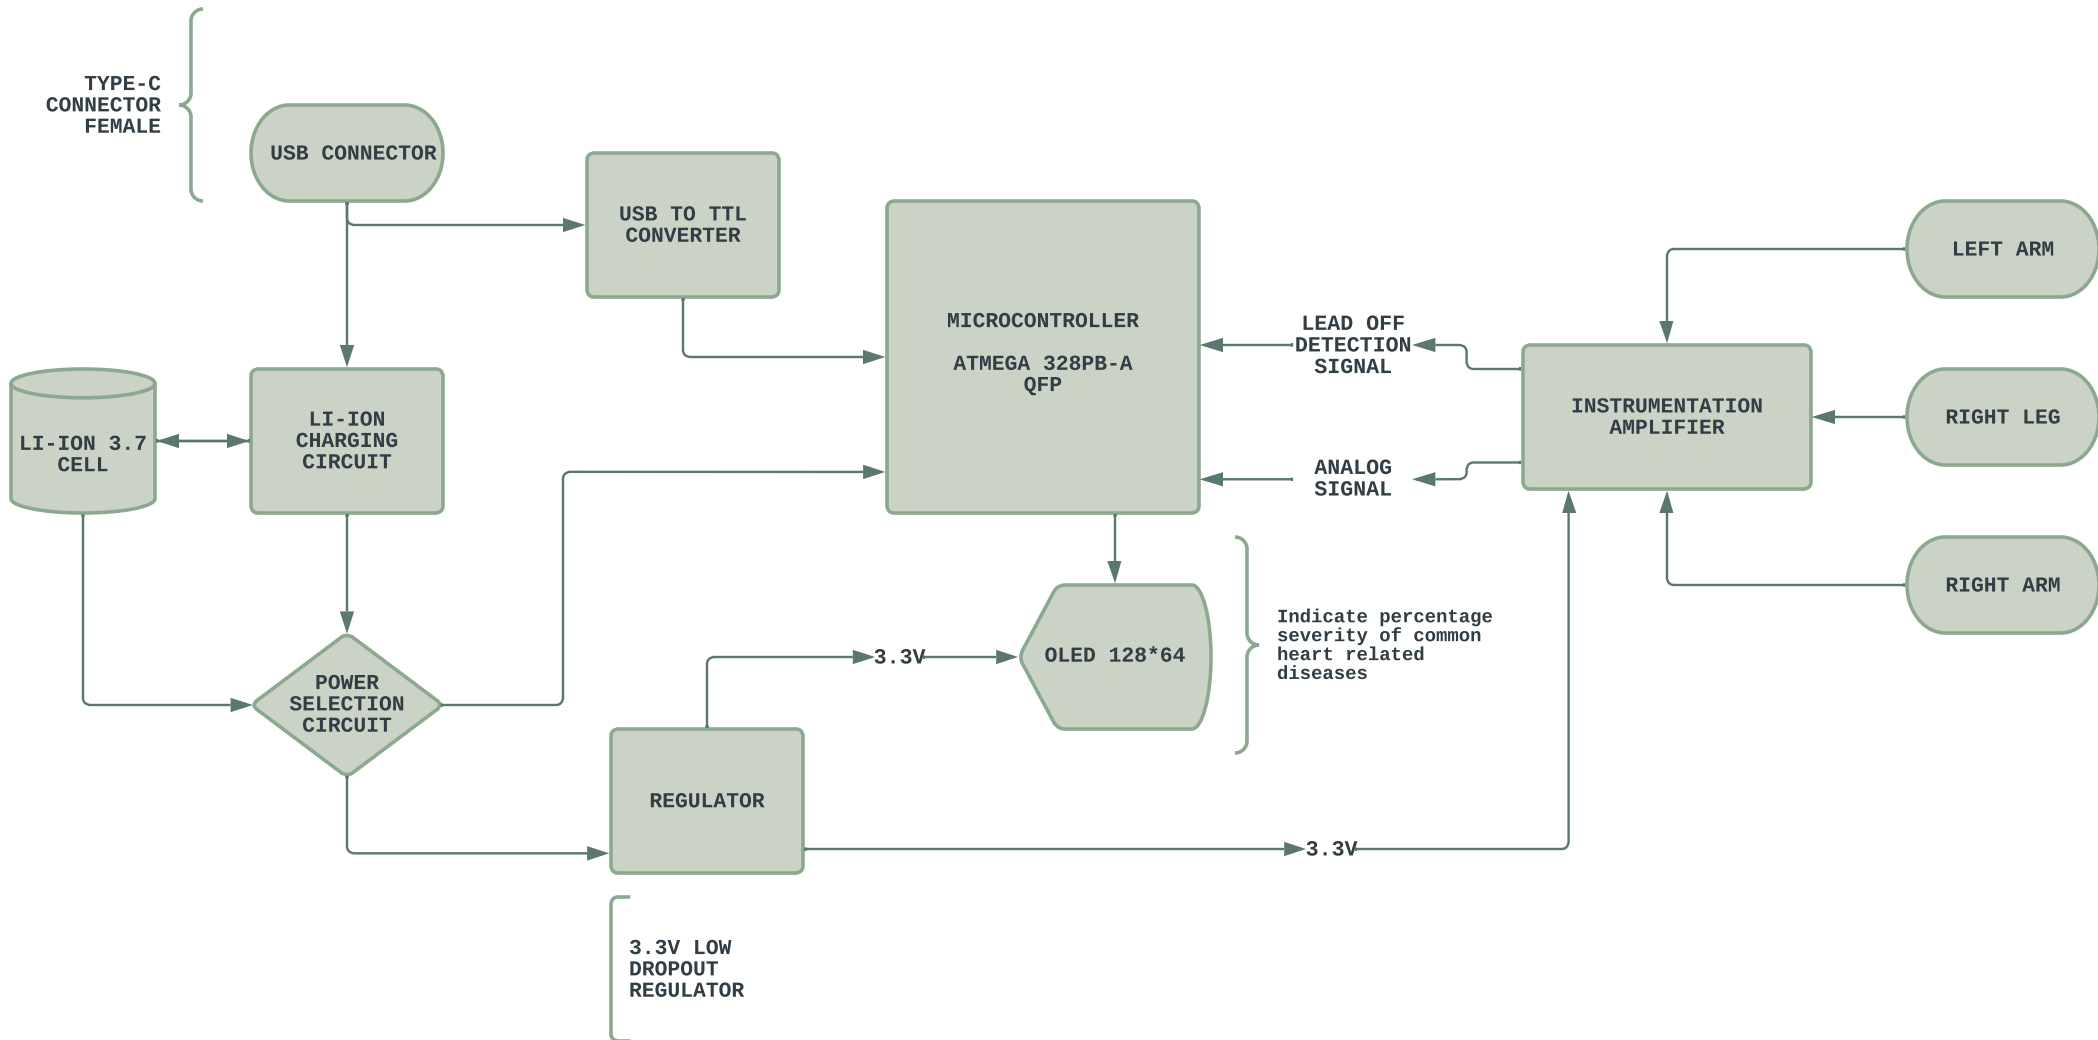 TYPE-C
CONNECTOR
FEMALE
USB CONNECTOR
USB TO TTL
CONVERTER
MICROCONTROLLER
ATMEGA 328PB-A
QFP
LEAD OFF
DETECTION
SIGNAL
ANALOG
SIGNAL
INSTRUMENTATION
AMPLIFIER
LEFT ARM
RIGHT LEG
RIGHT ARM
LI-ION 3.7
CELL
LI-ION
CHARGING
CIRCUIT
POWER
SELECTION
CIRCUIT
3.3V
OLED 128*64
Indicate percentage
severity of common
heart related
diseases
REGULATOR
3.3V
3.3V LOW
DROPOUT
REGULATOR